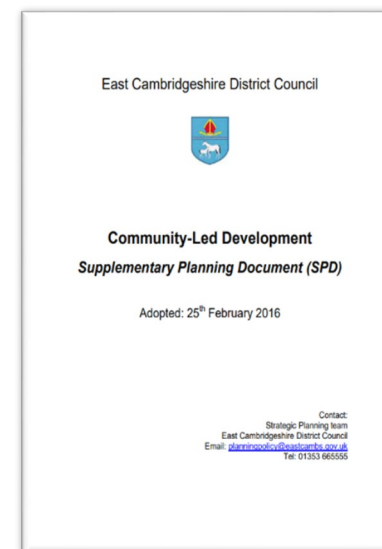 East Cambridgeshire District Council
Community-Led Development
Supplementary Planning Document (SPD)
Adopted: 25th February 2016
Contact:
Strategic Planning team
East Cambridgeshire District Council
Email: planningpolicy@eastcambs.gov.uk
Tel: 01353 665555